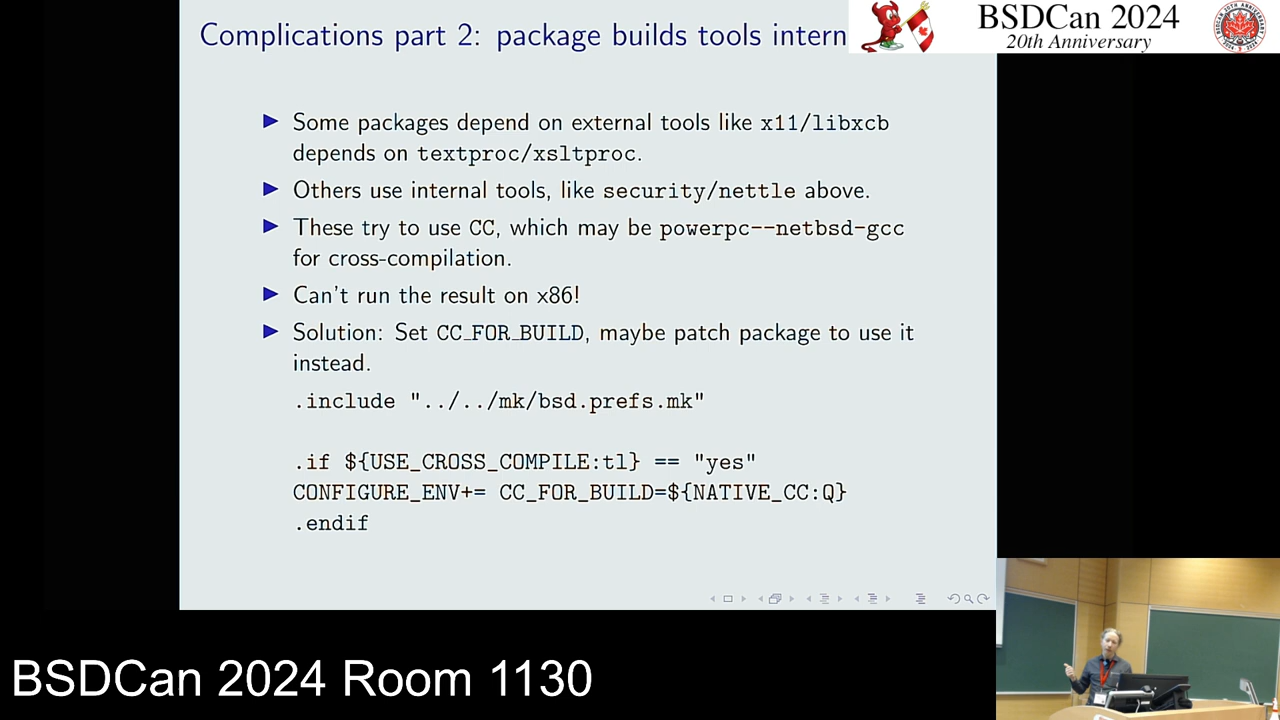 Complications part 2: package builds tools intern
BSDCan 2024
20th Anniversary
▶ Some packages depend on external tools like x11/libxcb
depends on textproc/xsltproc.
▶ Others use internal tools, like security/nettle above.
▶ These try to use CC, which may be powerpc--netbsd-gcc
for cross-compilation.
▶ Can't run the result on x86!
▶ Solution: Set CC_FOR_BUILD, maybe patch package to use it
instead.
.include "../../mk/bsd.prefs.mk"
.if ${USE_CROSS_COMPILE:tl} == "yes"
CONFIGURE_ENV+= CC_FOR_BUILD=${NATIVE_CC:Q}
.endif
BSDCan 2024 Room 1130